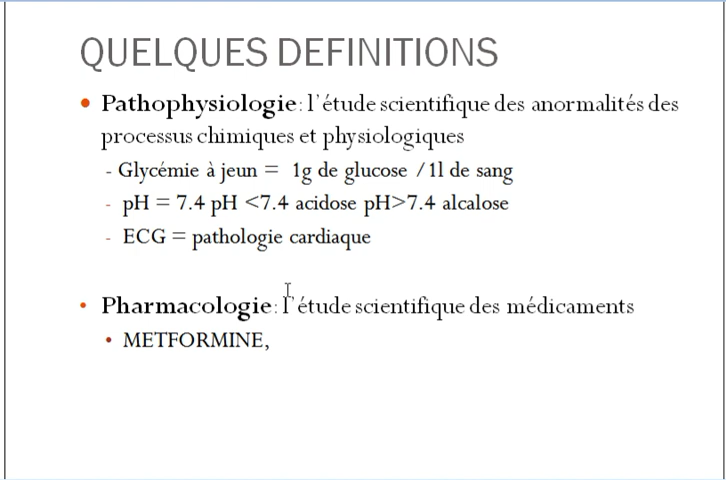 QUELQUES DEFINITIONS
• Pathophysiologie: l'étude scientifique des anormalités des
processus chimiques et physiologiques
- Glycémie à jeun = 1g de glucose /1l de sang
- pH = 7.4 pH <7.4 acidose pH>7.4 alcalose
- ECG = pathologie cardiaque
• Pharmacologie: l'étude scientifique des médicaments
• METFORMINE,